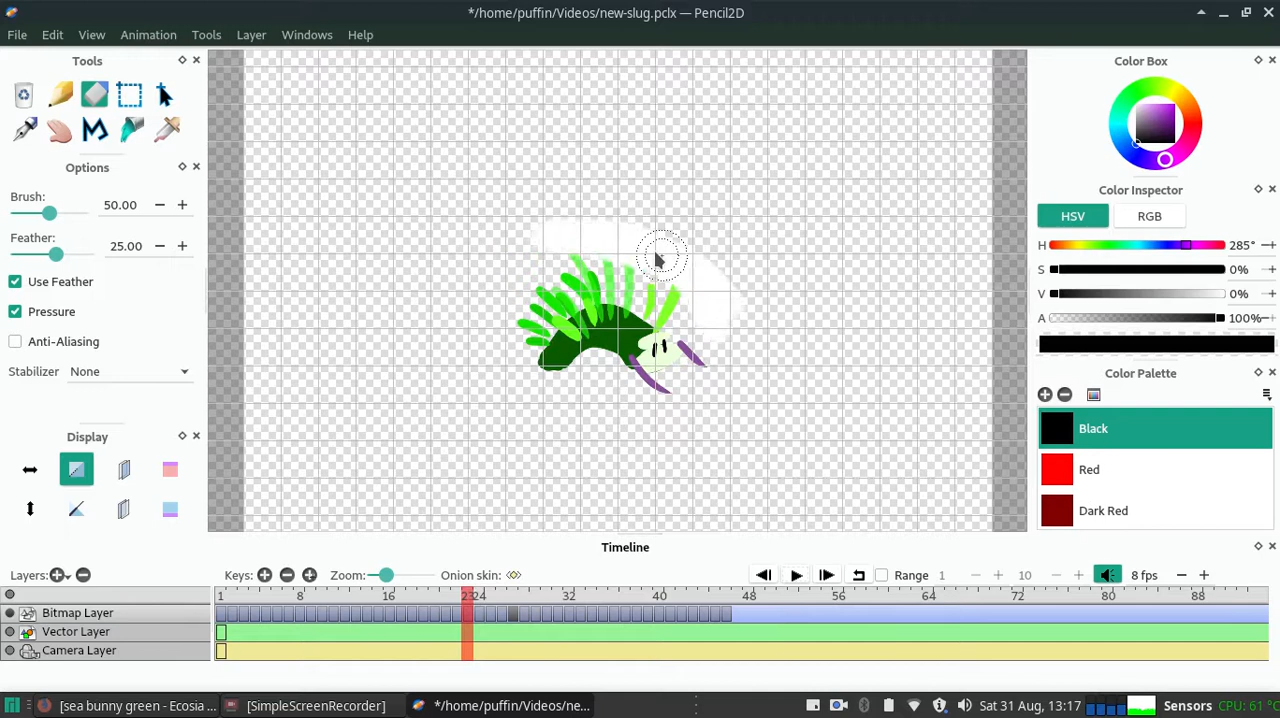 */home/puffin/Videos/new-slug.pclx — Pencil2D
File Edit View Animation Tools Layer Windows Help
Tools
Options
Brush: 50.00
Feather: 25.00
Use Feather
Pressure
Anti-Aliasing
Stabilizer None
Display
Color Box
Color Inspector
HSV RGB
H 285°
S 0%
V 0%
A 100%
Color Palette
Black
Red
Dark Red
Timeline
Layers: Keys: Zoom: Onion skin: Range 1 10 8 fps
1 8 16 23 24 32 40 48 56 64 72 80 88
Bitmap Layer
Vector Layer
Camera Layer
[sea bunny green - Ecosia ... [SimpleScreenRecorder] */home/puffin/Videos/ne... Sat 31 Aug, 13:17 Sensors CPU: 61 °C